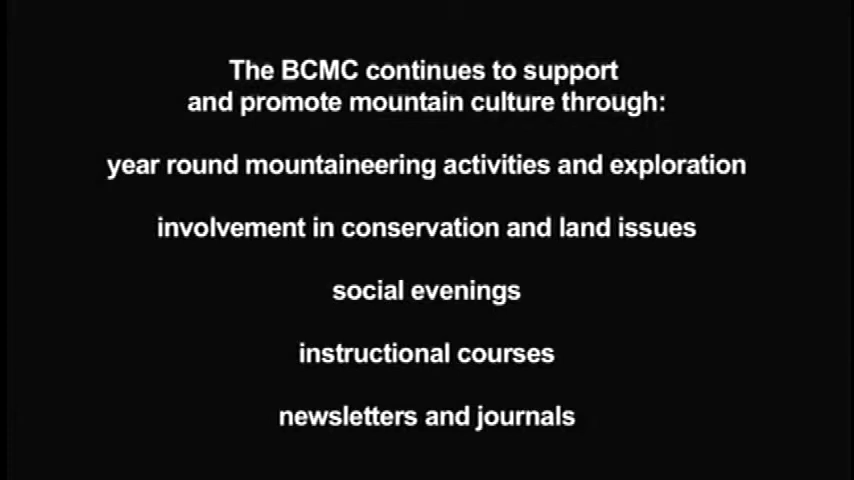 The BCMC continues to support
and promote mountain culture through:
year round mountaineering activities and exploration
involvement in conservation and land issues
social evenings
instructional courses
newsletters and journals